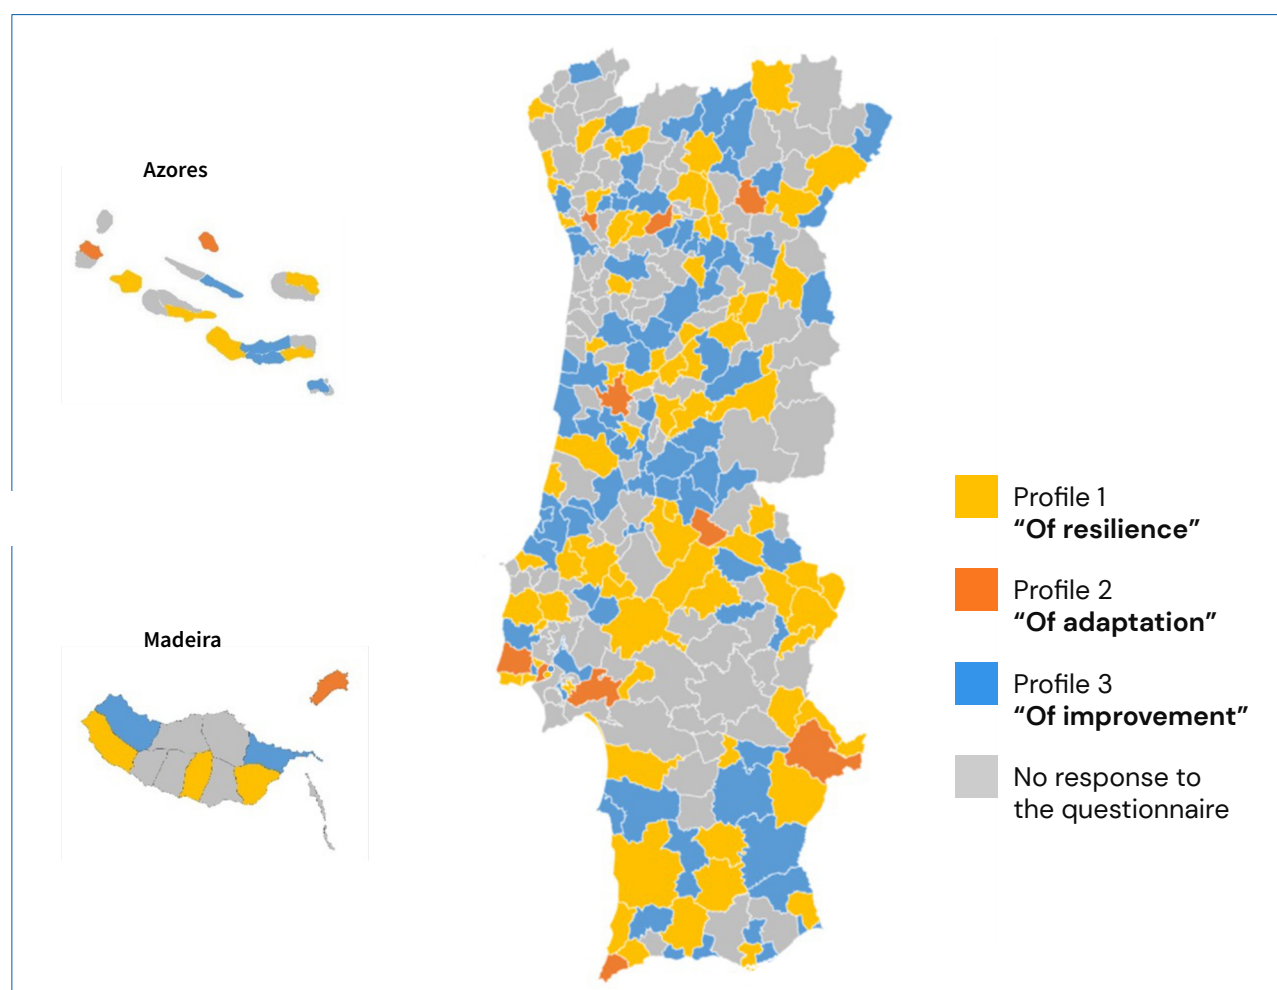 Azores
Madeira
Profile 1
“Of resilience”
Profile 2
“Of adaptation”
Profile 3
“Of improvement”
No response to
the questionnaire